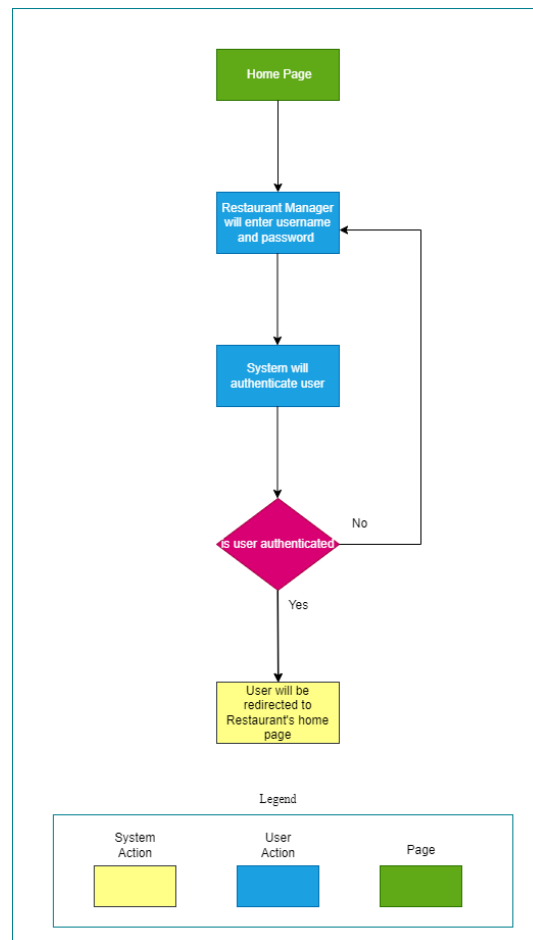 Home Page
Restaurant Manager
will enter username
and password
System will
authenticate user
is user authenticated
No
Yes
User will be
redirected to
Restaurant's home
page
Legend
System
Action
User
Action
Page